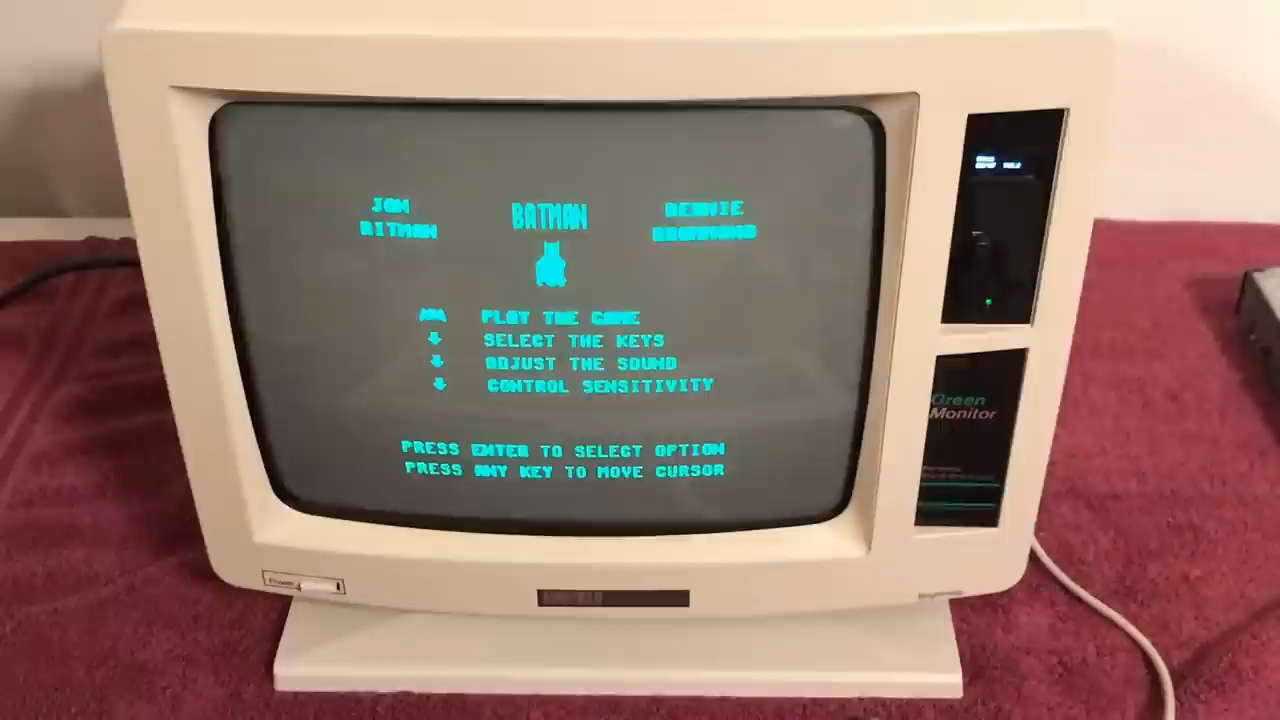 JON
RITMAN
BATMAN
BERNIE
DRUMMOND
PLAY THE GAME
SELECT THE KEYS
ADJUST THE SOUND
CONTROL SENSITIVITY
PRESS ENTER TO SELECT OPTION
PRESS ANY KEY TO MOVE CURSOR
Green
Monitor
Power